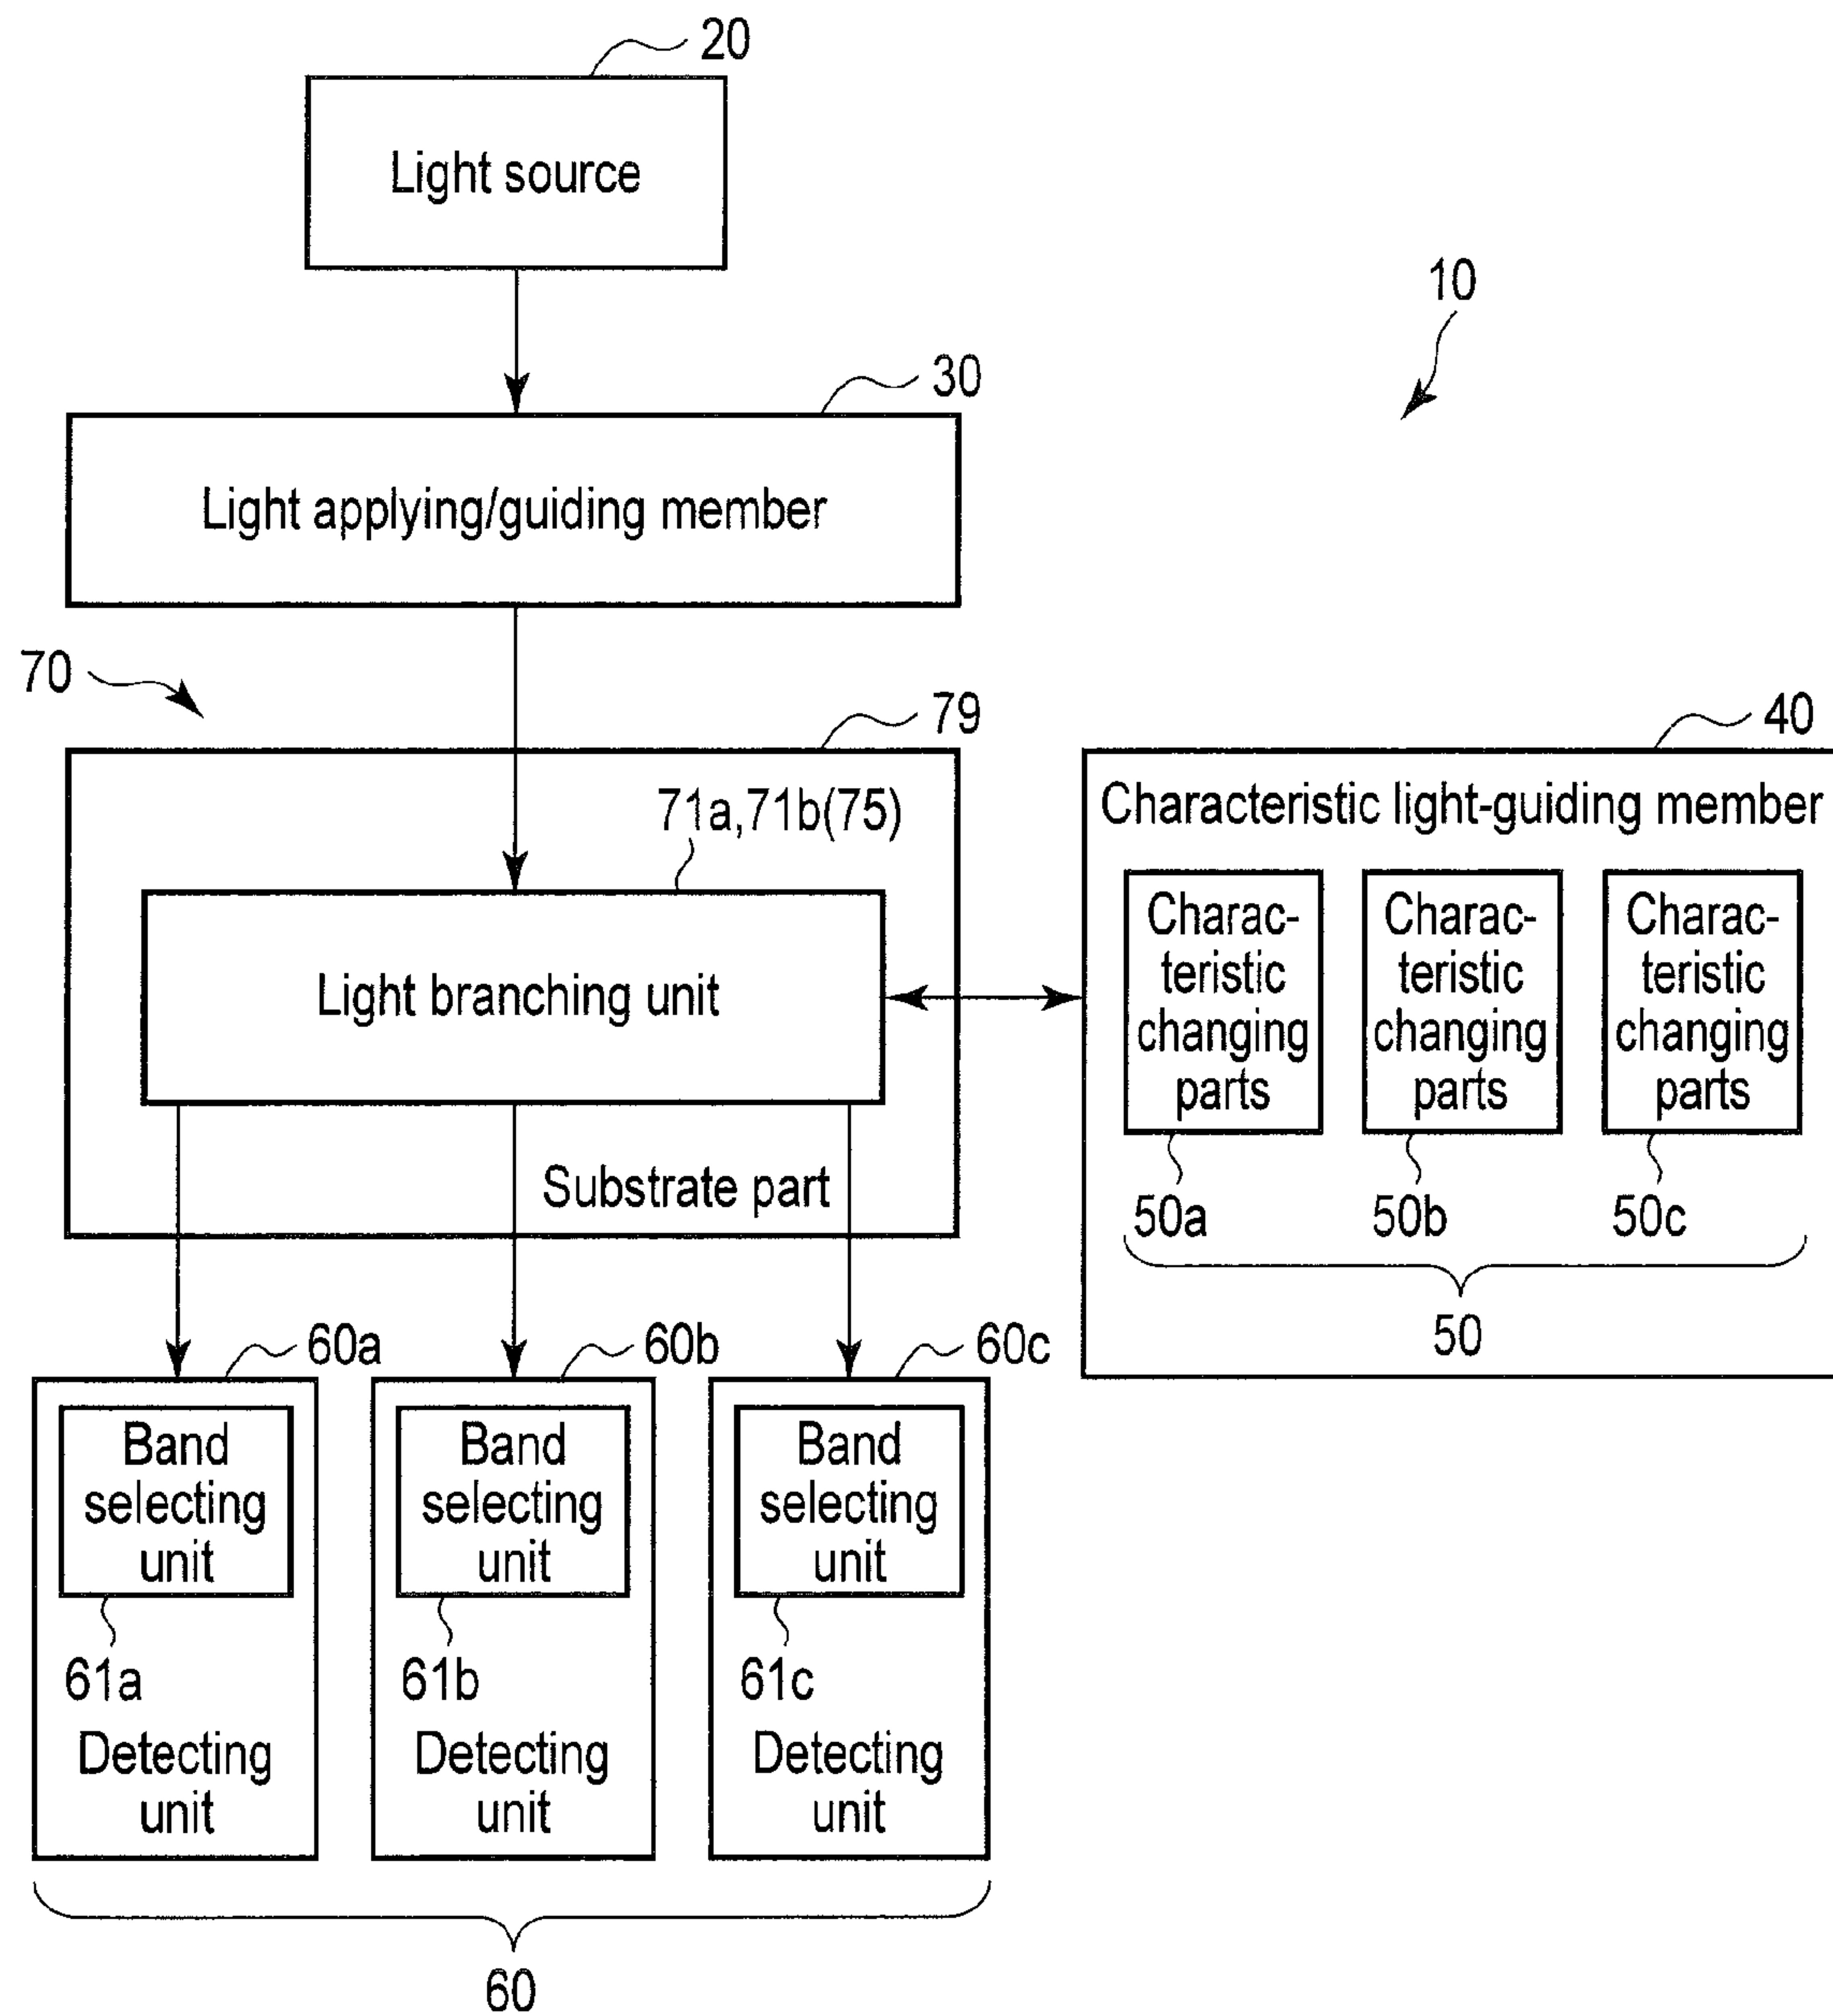 20
Light source
10
30
Light applying/guiding member
70
79
71a,71b(75)
Light branching unit
Substrate part
40
Characteristic light-guiding member
Charac-
teristic
changing
parts
Charac-
teristic
changing
parts
Charac-
teristic
changing
parts
50a
50b
50c
50
60a
60b
60c
Band
selecting
unit
Band
selecting
unit
Band
selecting
unit
61a
61b
61c
Detecting
unit
Detecting
unit
Detecting
unit
60